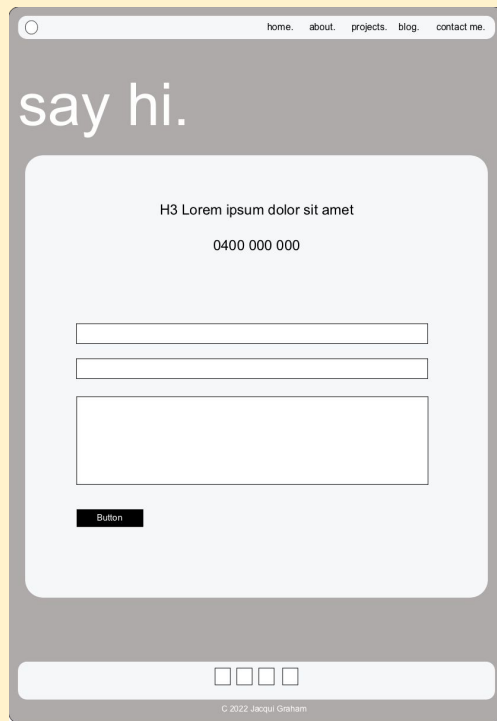 home. about. projects. blog. contact me.
say hi.
H3 Lorem ipsum dolor sit amet
0400 000 000
Button
C 2022 Jacqui Graham